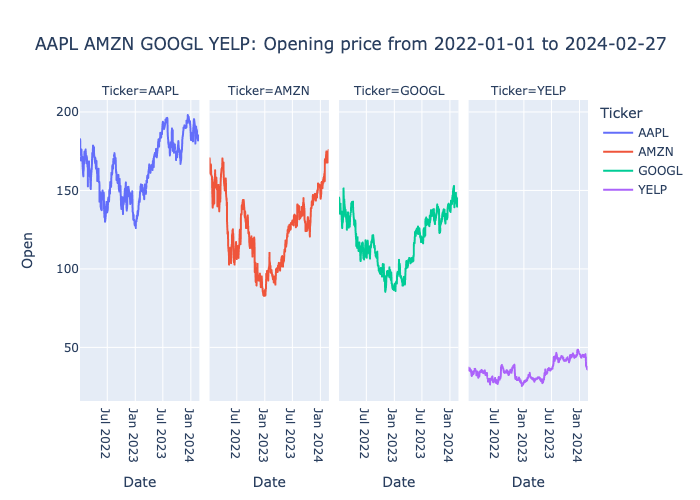 AAPL AMZN GOOGL YELP: Opening price from 2022-01-01 to 2024-02-27
Ticker=AAPL
Ticker=AMZN
Ticker=GOOGL
Ticker=YELP
Ticker
AAPL
AMZN
GOOGL
YELP
Open
200
150
100
50
Jul 2022
Jan 2023
Jul 2023
Jan 2024
Jul 2022
Jan 2023
Jul 2023
Jan 2024
Jul 2022
Jan 2023
Jul 2023
Jan 2024
Jul 2022
Jan 2023
Jul 2023
Jan 2024
Date
Date
Date
Date